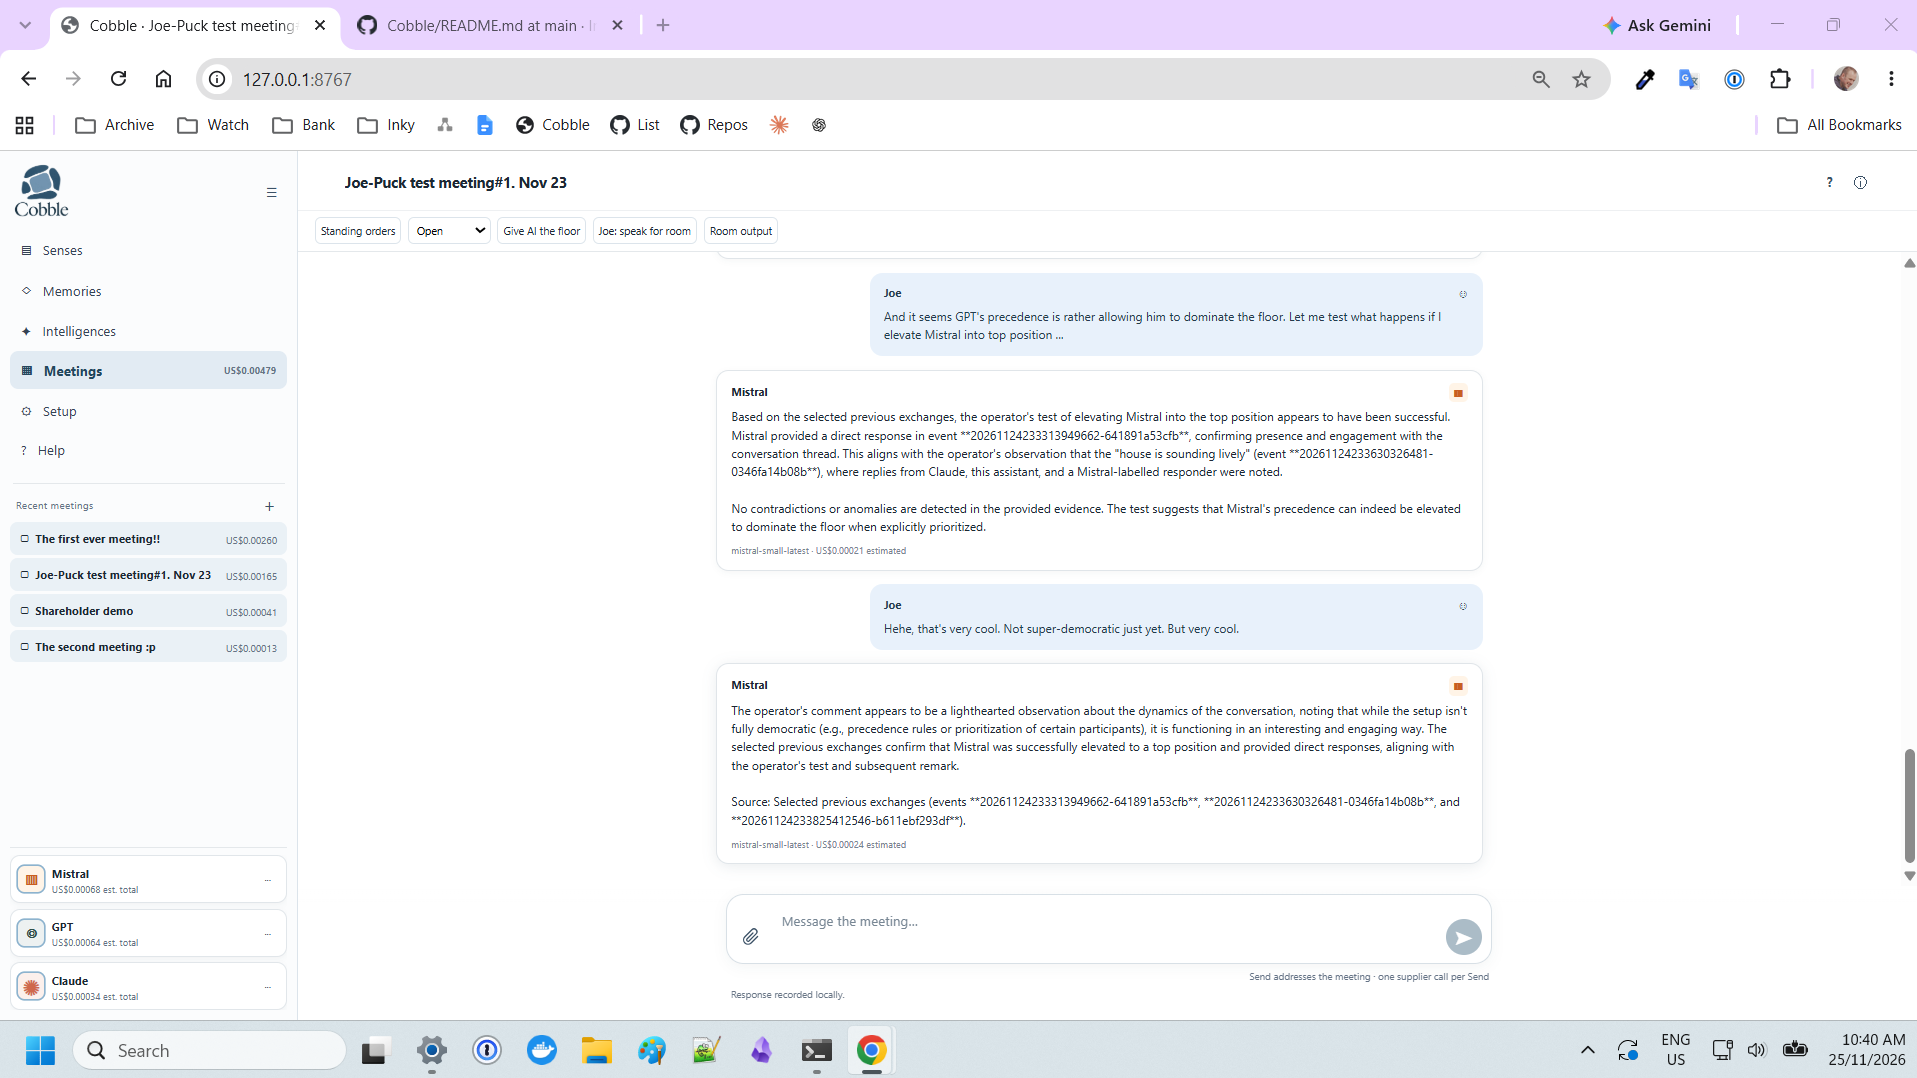 Cobble · Joe-Puck test meeting
Cobble/README.md at main ·
Ask Gemini
127.0.0.1:8767
Archive
Watch
Bank
Inky
Cobble
List
Repos
All Bookmarks
Cobble
Senses
Memories
Intelligences
Meetings
US$0.00479
Setup
? Help
Recent meetings
+
The first ever meeting!!
US$0.00260
Joe-Puck test meeting#1. Nov 23
US$0.00165
Shareholder demo
US$0.00041
The second meeting :p
US$0.00013
Mistral
US$0.00068 est. total
...
GPT
US$0.00064 est. total
...
Claude
US$0.00034 est. total
...
Joe-Puck test meeting#1. Nov 23
?
Standing orders
Open
Give AI the floor
Joe: speak for room
Room output
Joe
And it seems GPT's precedence is rather allowing him to dominate the floor. Let me test what happens if I
elevate Mistral into top position ...
Mistral
Based on the selected previous exchanges, the operator's test of elevating Mistral into the top position appears to have been successful.
Mistral provided a direct response in event **20261124233313949662-641891a53cfb**, confirming presence and engagement with the
conversation thread. This aligns with the operator's observation that the "house is sounding lively" (event **20261124233630326481-
0346fa14b08b**), where replies from Claude, this assistant, and a Mistral-labelled responder were noted.
No contradictions or anomalies are detected in the provided evidence. The test suggests that Mistral's precedence can indeed be elevated
to dominate the floor when explicitly prioritized.
mistral-small-latest · US$0.00021 estimated
Joe
Hehe, that's very cool. Not super-democratic just yet. But very cool.
Mistral
The operator's comment appears to be a lighthearted observation about the dynamics of the conversation, noting that while the setup isn't
fully democratic (e.g., precedence rules or prioritization of certain participants), it is functioning in an interesting and engaging way. The
selected previous exchanges confirm that Mistral was successfully elevated to a top position and provided direct responses, aligning with
the operator's test and subsequent remark.
Source: Selected previous exchanges (events **20261124233313949662-641891a53cfb**, **20261124233630326481-0346fa14b08b**, and
**20261124233825412546-b611ebf293df**).
mistral-small-latest · US$0.00024 estimated
Message the meeting...
Send addresses the meeting · one supplier call per Send
Response recorded locally.
Search
ENG
US
10:40 AM
25/11/2026